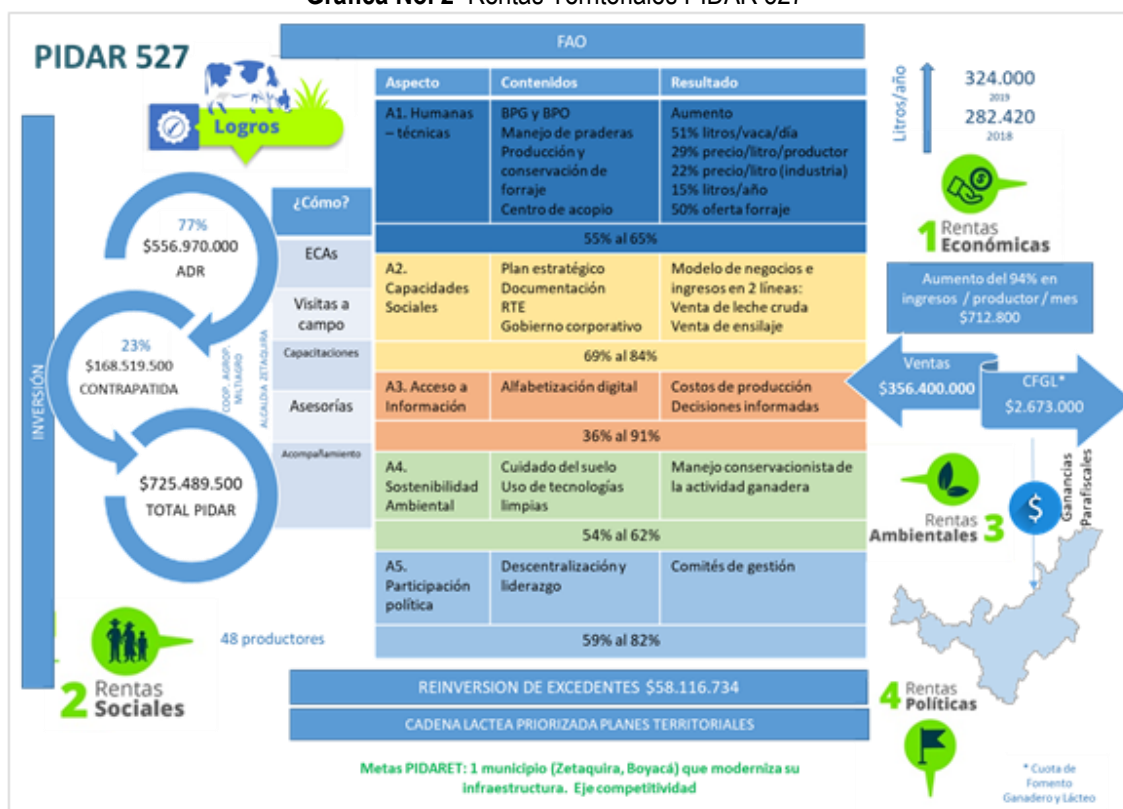 Gráfica No. 2 Rentas Territoriales PIDAR 527
PIDAR 527
Logros
INVERSIÓN
77%
$556.970.000
ADR
23%
$168.519.500
CONTRAPATIDA
COOP. AGROP.
MILTIAGRO
ALCALDIA ZETAQUIRA
$725.489.500
TOTAL PIDAR
2 Rentas
Sociales
48 productores
¿Cómo?
ECAs
Visitas a
campo
Capacitaciones
Asesorías
Acompañamiento
FAO
Aspecto Contenidos Resultado
A1. Humanas
– técnicas
BPG y BPO
Manejo de praderas
Producción y
conservación de
forraje
Centro de acopio
Aumento
51% litros/vaca/día
29% precio/litro/productor
22% precio/litro (industria)
15% litros/año
50% oferta forraje
55% al 65%
A2.
Capacidades
Sociales
Plan estratégico
Documentación
RTE
Gobierno corporativo
Modelo de negocios e
ingresos en 2 líneas:
Venta de leche cruda
Venta de ensilaje
69% al 84%
A3. Acceso a
Información
Alfabetización digital
Costos de producción
Decisiones informadas
36% al 91%
A4.
Sostenibilidad
Ambiental
Cuidado del suelo
Uso de tecnologías
limpias
Manejo conservacionista de
la actividad ganadera
54% al 62%
A5.
Participación
política
Descentralización y
liderazgo
Comités de gestión
59% al 82%
REINVERSION DE EXCEDENTES $58.116.734
CADENA LACTEA PRIORIZADA PLANES TERRITORIALES
Metas PIDARET: 1 municipio (Zetaquira, Boyacá) que moderniza su
infraestructura. Eje competitividad
Litros/año
324.000
2019
282.420
2018
1 Rentas
Económicas
Aumento del 94% en
ingresos / productor / mes
$712.800
Ventas
$356.400.000
CFGL*
$2.673.000
Ganancias
Parafiscales
$
Rentas
Ambientales 3
4 Rentas
Políticas
* Cuota de
Fomento
Ganadero y Lácteo